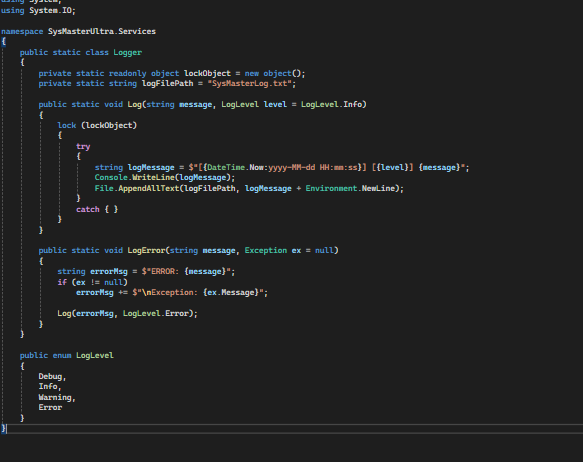 using System;
using System.IO;
namespace SysMasterUltra.Services
{
public static class Logger
{
private static readonly object lockObject = new object();
private static string logFilePath = "SysMasterLog.txt";
public static void Log(string message, LogLevel level = LogLevel.Info)
{
lock (lockObject)
{
try
{
string logMessage = $"[{DateTime.Now:yyyy-MM-dd HH:mm:ss}] [{level}] {message}";
Console.WriteLine(logMessage);
File.AppendAllText(logFilePath, logMessage + Environment.NewLine);
}
catch { }
}
}
public static void LogError(string message, Exception ex = null)
{
string errorMsg = $"ERROR: {message}";
if (ex != null)
errorMsg += $"\nException: {ex.Message}";
Log(errorMsg, LogLevel.Error);
}
}
public enum LogLevel
{
Debug,
Info,
Warning,
Error
}
}